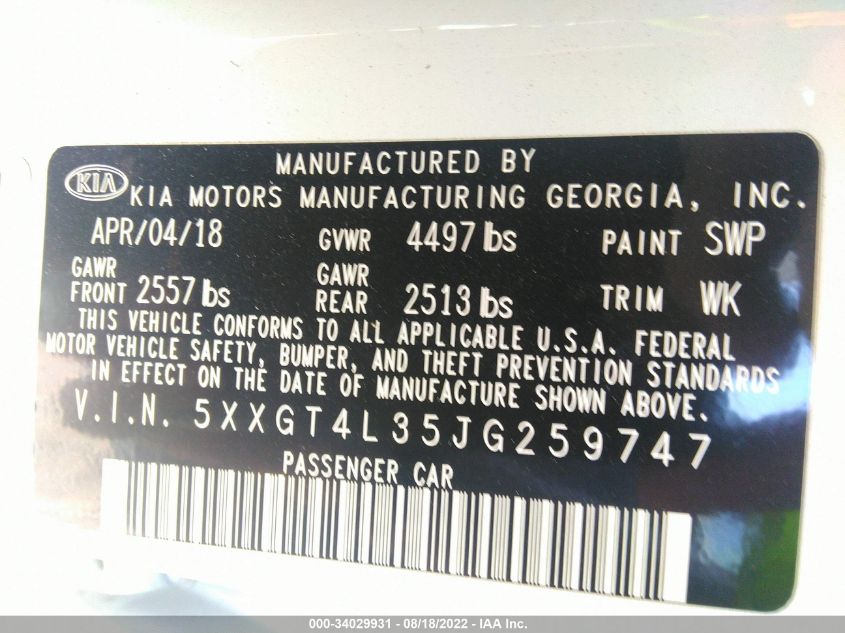 MANUFACTURED BY
KIA KIA MOTORS MANUFACTURING GEORGIA, INC.
APR/04/18 GVWR 4497 lbs PAINT SWP
GAWR FRONT 2557 lbs GAWR REAR 2513 lbs TRIM WK
THIS VEHICLE CONFORMS TO ALL APPLICABLE U.S.A. FEDERAL
MOTOR VEHICLE SAFETY, BUMPER, AND THEFT PREVENTION STANDARDS
IN EFFECT ON THE DATE OF MANUFACTURE SHOWN ABOVE.
V.I.N. 5XXGT4L35JG259747
PASSENGER CAR
000-34029931 - 08/18/2022 - IAA Inc.